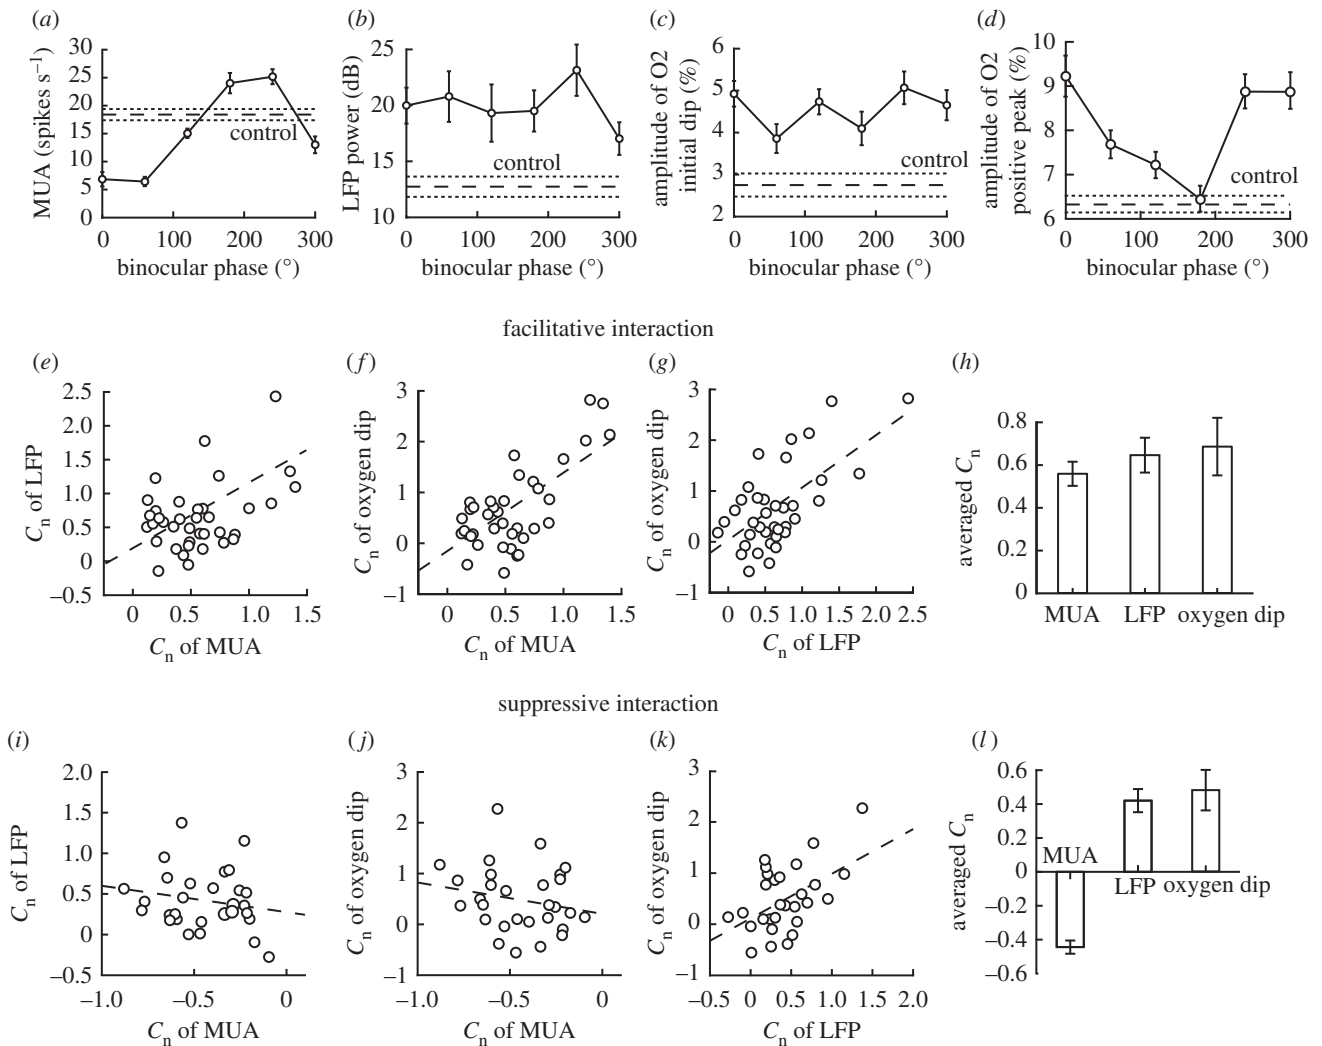 (a) (b) (c) (d)
MUA (spikes s⁻¹)
30
25
20
15
10
5
0
control
0 100 200 300
binocular phase (°)
LFP power (dB)
25
20
15
10
control
0 100 200 300
binocular phase (°)
amplitude of O2
initial dip (%)
6
5
4
3
2
control
0 100 200 300
binocular phase (°)
amplitude of O2
positive peak (%)
10
9
8
7
6
control
0 100 200 300
binocular phase (°)
facilitative interaction
(e) (f) (g) (h)
Cn of LFP
2.5
2.0
1.5
1.0
0.5
0
–0.5
0 0.5 1.0 1.5
Cn of MUA
Cn of oxygen dip
3
2
1
0
–1
0 0.5 1.0 1.5
Cn of MUA
Cn of oxygen dip
3
2
1
0
–1
0 0.5 1.0 1.5 2.0 2.5
Cn of LFP
averaged Cn
0.8
0.6
0.4
0.2
0
MUA LFP oxygen dip
suppressive interaction
(i) (j) (k) (l)
Cn of LFP
2.0
1.5
1.0
0.5
0
–0.5
–1.0 –0.5 0
Cn of MUA
Cn of oxygen dip
3
2
1
0
–1
–1.0 –0.5 0
Cn of MUA
Cn of oxygen dip
3
2
1
0
–1
–0.5 0 0.5 1.0 1.5 2.0
Cn of LFP
averaged Cn
0.6
0.4
0.2
0
–0.2
–0.4
–0.6
MUA
LFP oxygen dip